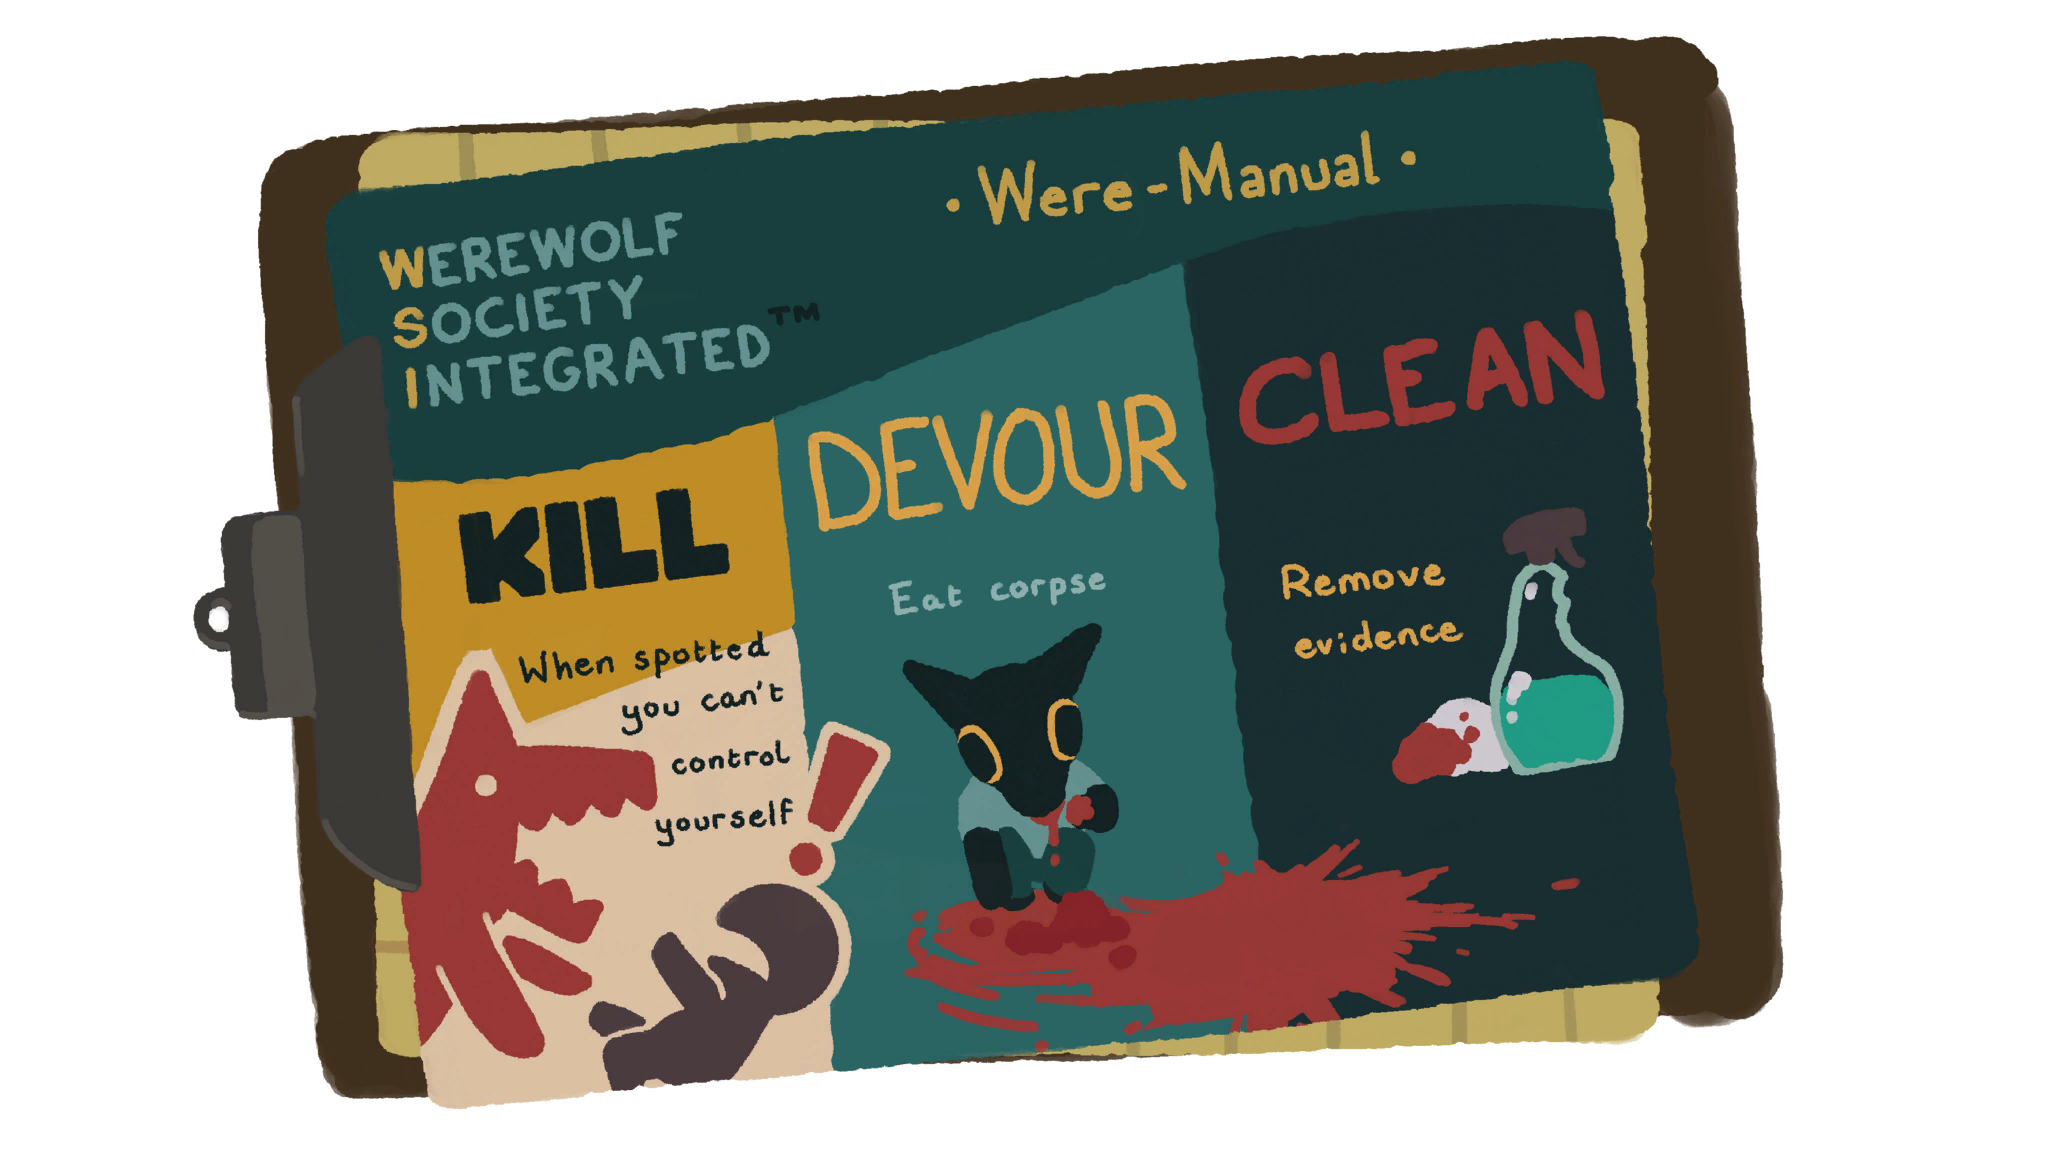 WEREWOLF
SOCIETY
INTEGRATED™
· Were-Manual ·
KILL
When spotted
you can't
control
yourself
!
DEVOUR
Eat corpse
CLEAN
Remove
evidence